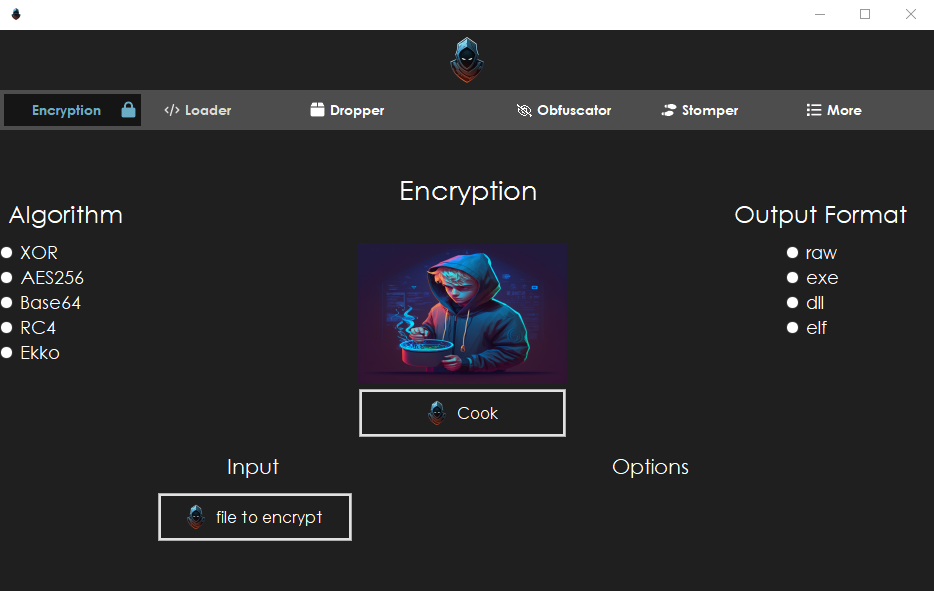 Encryption
Loader
Dropper
Obfuscator
Stomper
More
Encryption
Algorithm
XOR
AES256
Base64
RC4
Ekko
Output Format
raw
exe
dll
elf
Cook
Input
file to encrypt
Options